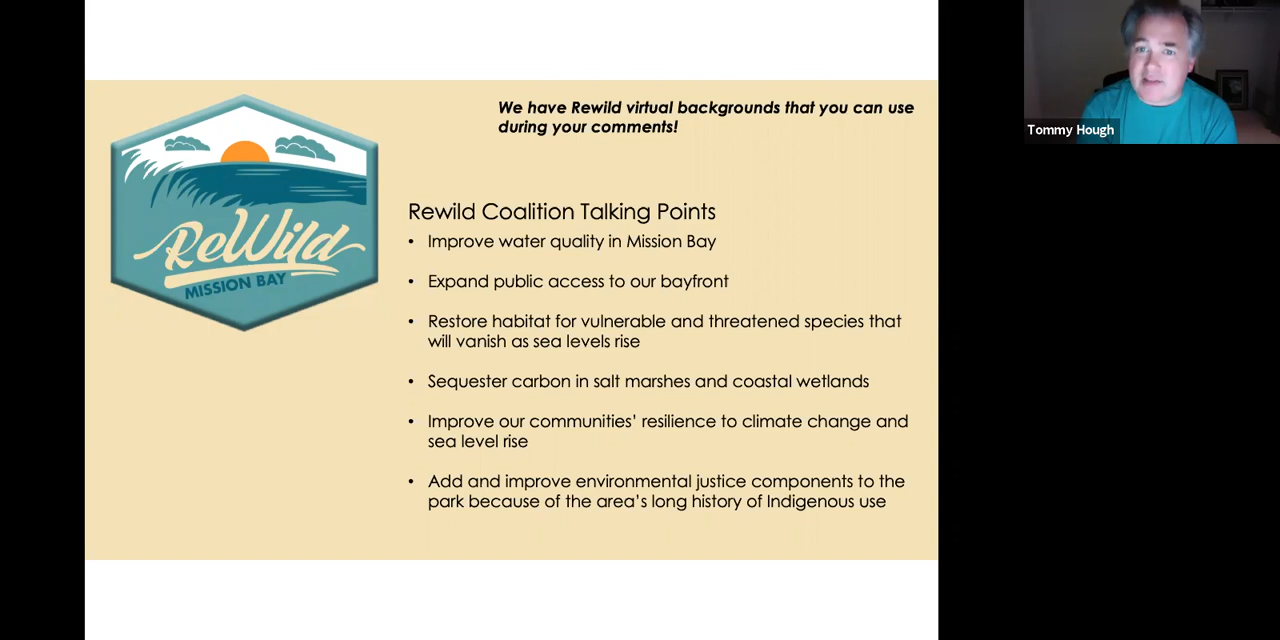 We have Rewild virtual backgrounds that you can use
during your comments!
ReWild
MISSION BAY
Rewild Coalition Talking Points
• Improve water quality in Mission Bay
• Expand public access to our bayfront
• Restore habitat for vulnerable and threatened species that
will vanish as sea levels rise
• Sequester carbon in salt marshes and coastal wetlands
• Improve our communities’ resilience to climate change and
sea level rise
• Add and improve environmental justice components to the
park because of the area’s long history of Indigenous use
Tommy Hough